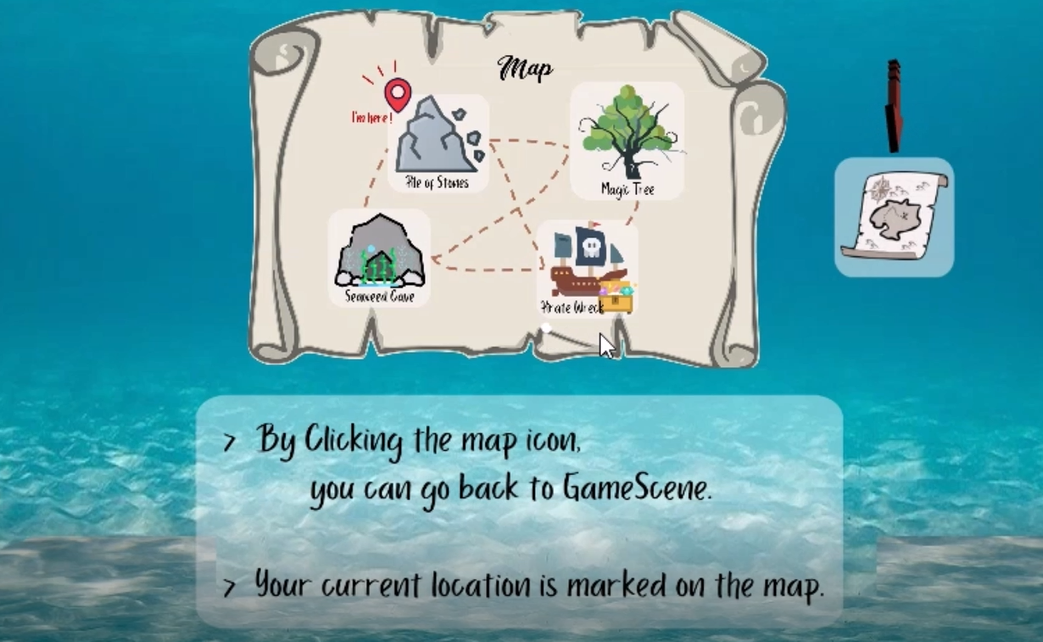 Map
I'm here!
Pile of Stones
Magic Tree
Seaweed Cave
Pirate Wreck
> By Clicking the map icon,
you can go back to GameScene.
> Your current location is marked on the map.